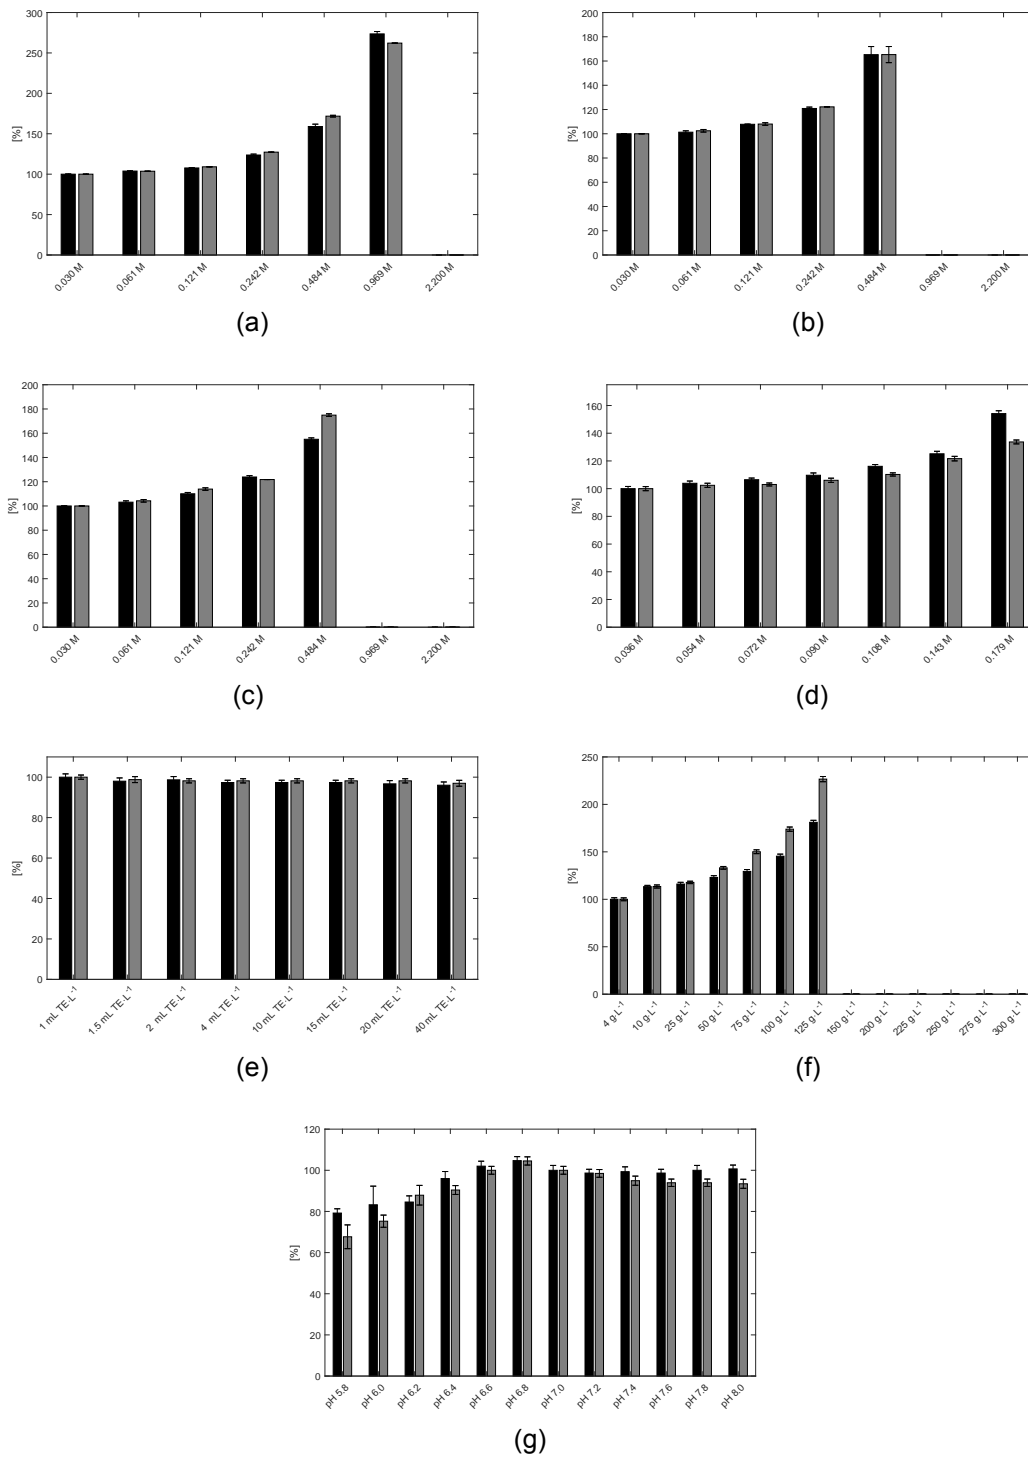 300
250
200
150
100
50
0
[%]
0.030 M
0.061 M
0.121 M
0.242 M
0.484 M
0.969 M
2.200 M
(a)
200
180
160
140
120
100
80
60
40
20
0
[%]
0.030 M
0.061 M
0.121 M
0.242 M
0.484 M
0.969 M
2.200 M
(b)
200
180
160
140
120
100
80
60
40
20
0
[%]
0.030 M
0.061 M
0.121 M
0.242 M
0.484 M
0.969 M
2.200 M
(c)
160
140
120
100
80
60
40
20
0
[%]
0.036 M
0.054 M
0.072 M
0.090 M
0.108 M
0.143 M
0.179 M
(d)
100
80
60
40
20
0
[%]
1 mL TE·L⁻¹
1.5 mL TE·L⁻¹
2 mL TE·L⁻¹
4 mL TE·L⁻¹
10 mL TE·L⁻¹
15 mL TE·L⁻¹
20 mL TE·L⁻¹
40 mL TE·L⁻¹
(e)
250
200
150
100
50
0
[%]
4 g·L⁻¹
10 g·L⁻¹
25 g·L⁻¹
50 g·L⁻¹
75 g·L⁻¹
100 g·L⁻¹
125 g·L⁻¹
150 g·L⁻¹
200 g·L⁻¹
225 g·L⁻¹
250 g·L⁻¹
275 g·L⁻¹
300 g·L⁻¹
(f)
120
100
80
60
40
20
0
[%]
pH 5.8
pH 6.0
pH 6.2
pH 6.4
pH 6.6
pH 6.8
pH 7.0
pH 7.2
pH 7.4
pH 7.6
pH 7.8
pH 8.0
(g)